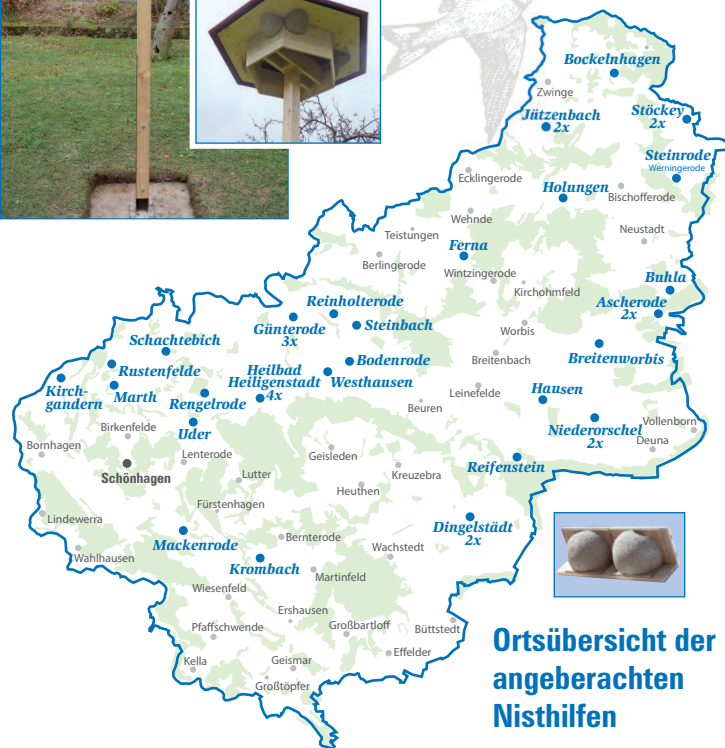 Bockelnhagen
Zwinge
Jützenbach
2x
Stöckey
2x
Steinrode
Werningerode
Ecklingerode
Holungen
Bischofferode
Wehnde
Teistungen
Neustadt
Ferna
Berlingerode
Wintzingerode
Kirchohmfeld
Buhla
Ascherode
2x
Reinholterode
Günterode
3x
Steinbach
Worbis
Breitenbach
Breitenworbis
Schachtebich
Bodenrode
Rustenfelde
Heilbad
Heiligenstadt
4x
Westhausen
Kirch-
gandern
Marth
Rengelrode
Leinefelde
Hausen
Beuren
Birkenfelde
Uder
Niederorschel
2x
Vollenborn
Deuna
Bornhagen
Lenterode
Geisleden
Reifenstein
Schönhagen
Lutter
Kreuzebra
Heuthen
Fürstenhagen
Lindewerra
Dingelstädt
2x
Mackenrode
Bernterode
Wahlhausen
Wachstedt
Krombach
Martinfeld
Wiesenfeld
Ershausen
Pfaffschwende
Großbartloff
Büttstedt
Effelder
Kella
Geismar
Großtöpfer
Ortsübersicht der
angeberachten
Nisthilfen